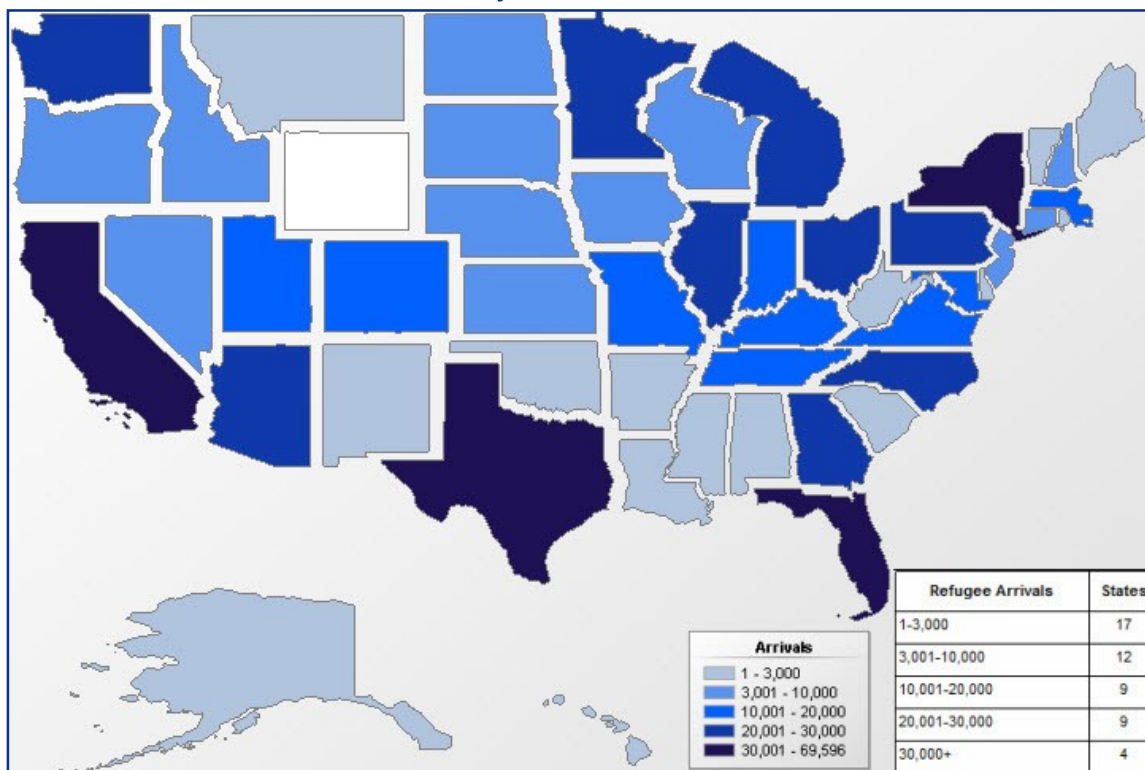 Refugee Arrivals States
1-3,000 17
3,001-10,000 12
10,001-20,000 9
20,001-30,000 9
30,000+ 4
Arrivals
1 - 3,000
3,001 - 10,000
10,001 - 20,000
20,001 - 30,000
30,001 - 69,596